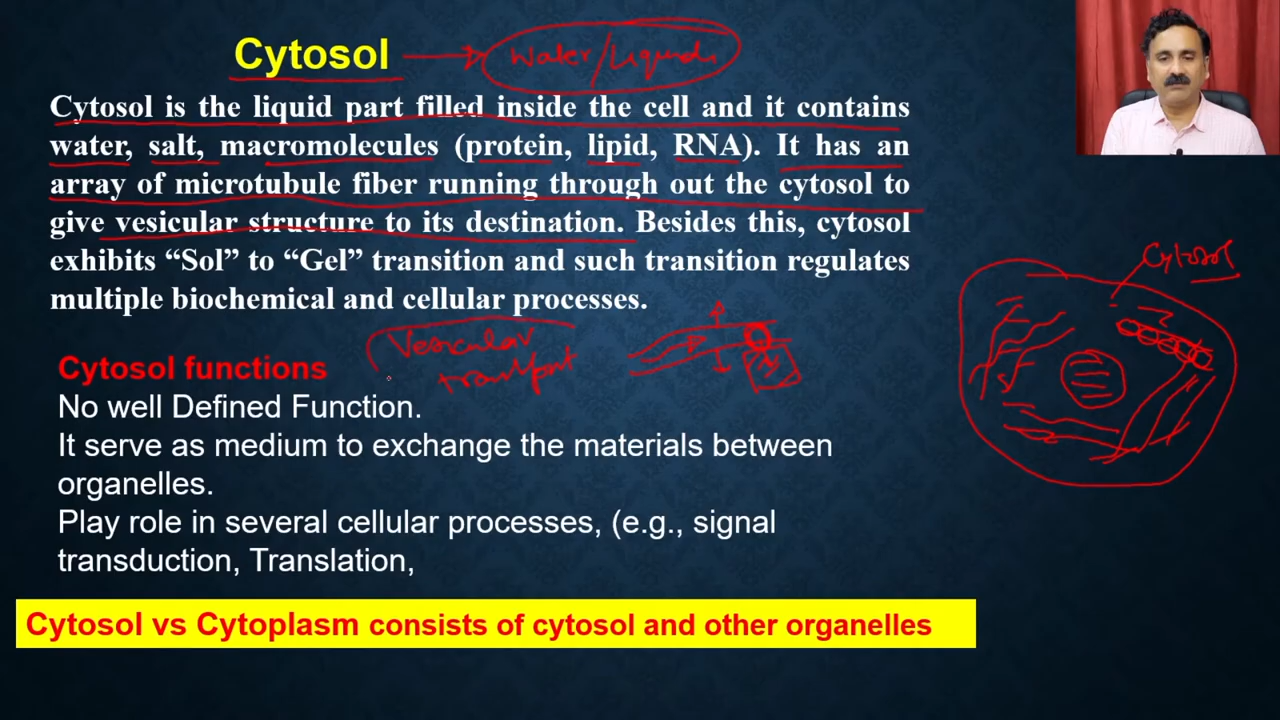 Cytosol Water/Liquid
Cytosol is the liquid part filled inside the cell and it contains
water, salt, macromolecules (protein, lipid, RNA). It has an
array of microtubule fiber running through out the cytosol to
give vesicular structure to its destination. Besides this, cytosol
exhibits “Sol” to “Gel” transition and such transition regulates
multiple biochemical and cellular processes.
Cytosol
Vesicular
transport
Cytosol functions
No well Defined Function.
It serve as medium to exchange the materials between
organelles.
Play role in several cellular processes, (e.g., signal
transduction, Translation,
Cytosol vs Cytoplasm consists of cytosol and other organelles